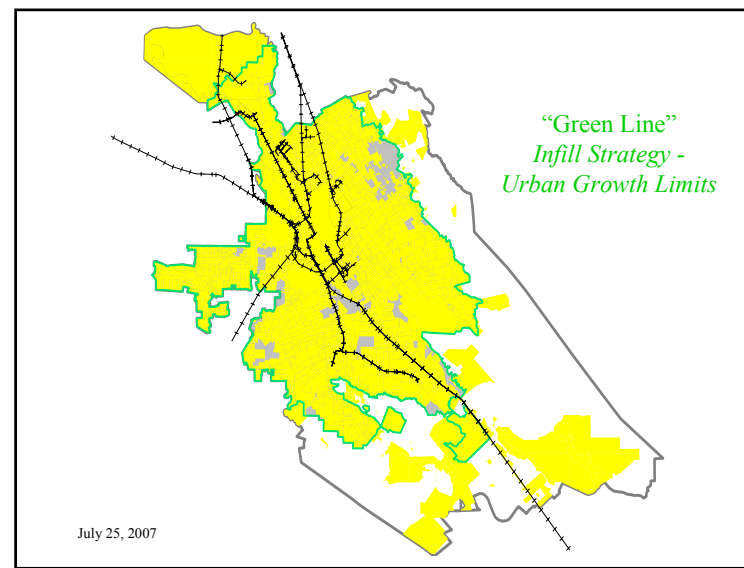 “Green Line”
Infill Strategy -
Urban Growth Limits
July 25, 2007